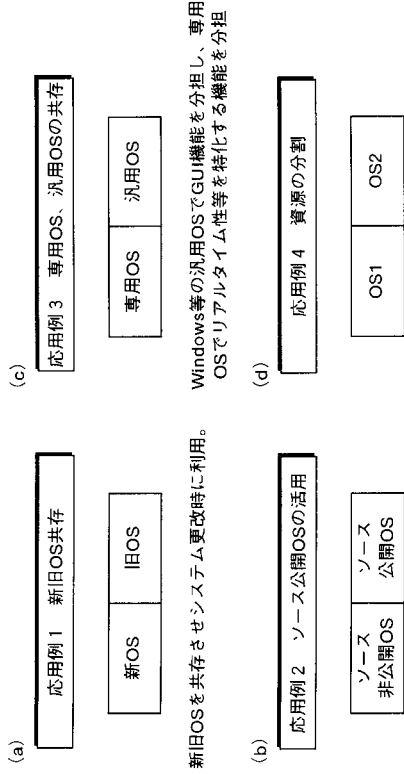 (a)
応用例1 新旧OS共存
新OS
旧OS
新旧OSを共存させシステム更改時に利用。
(b)
応用例2 ソース公開OSの活用
ソース
非公開OS
ソース
公開OS
(c)
応用例3 専用OS、汎用OSの共存
専用OS
汎用OS
Windows等の汎用OSでGUI機能を分担し、専用
OSでリアルタイム性等を特化する機能を分担
(d)
応用例4 資源の分割
OS1
OS2